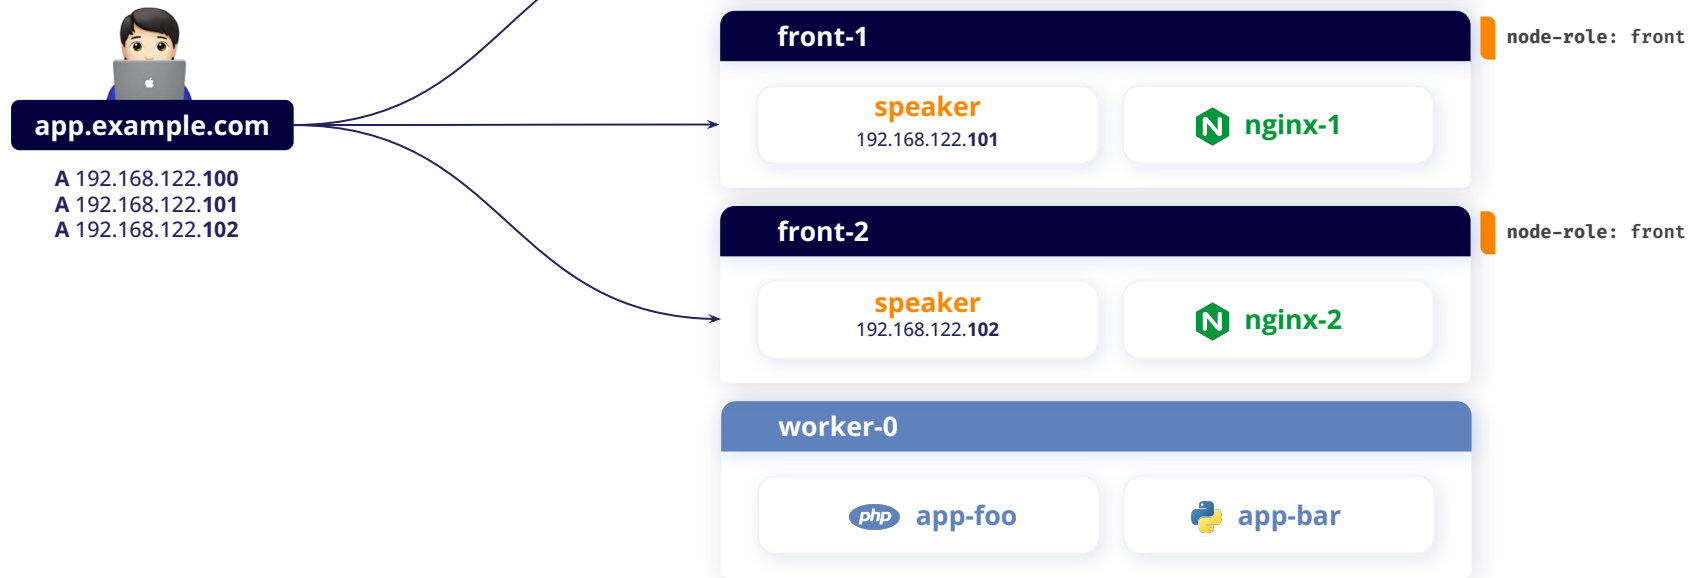 app.example.com
A 192.168.122.100
A 192.168.122.101
A 192.168.122.102
front-1
node-role: front
speaker
192.168.122.101
nginx-1
front-2
node-role: front
speaker
192.168.122.102
nginx-2
worker-0
php app-foo
app-bar